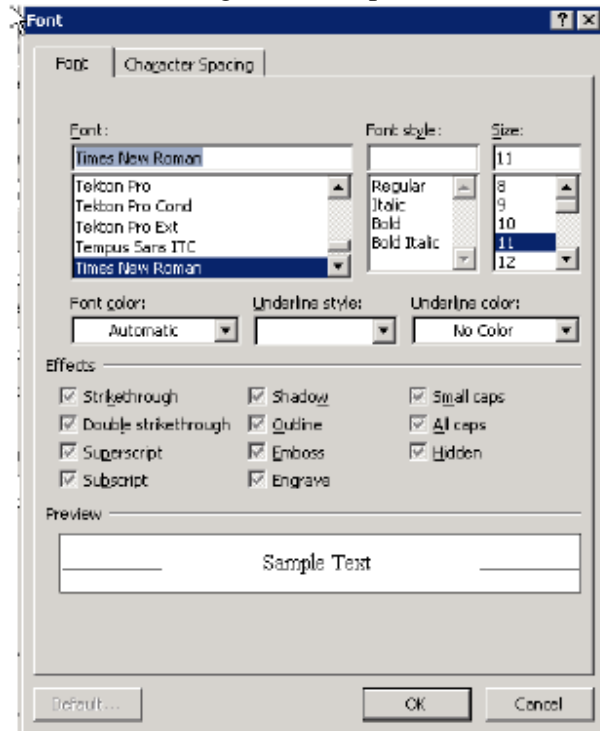 Font
Font Character Spacing
Font: Font style: Size:
Times New Roman 11
Tekton Pro Regular 8
Tekton Pro Cond Italic 9
Tekton Pro Ext Bold 10
Tempus Sans ITC Bold Italic 11
Times New Roman 12
Font color: Underline style: Underline color:
Automatic No Color
Effects
Strikethrough Shadow Small caps
Double strikethrough Outline All caps
Superscript Emboss Hidden
Subscript Engrave
Preview
Sample Text
Default... OK Cancel